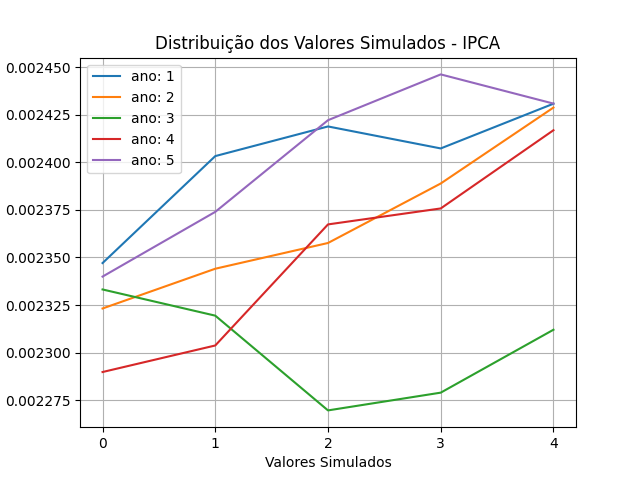 Distribuição dos Valores Simulados - IPCA
0.002450
0.002425
0.002400
0.002375
0.002350
0.002325
0.002300
0.002275
ano: 1
ano: 2
ano: 3
ano: 4
ano: 5
0 1 2 3 4
Valores Simulados